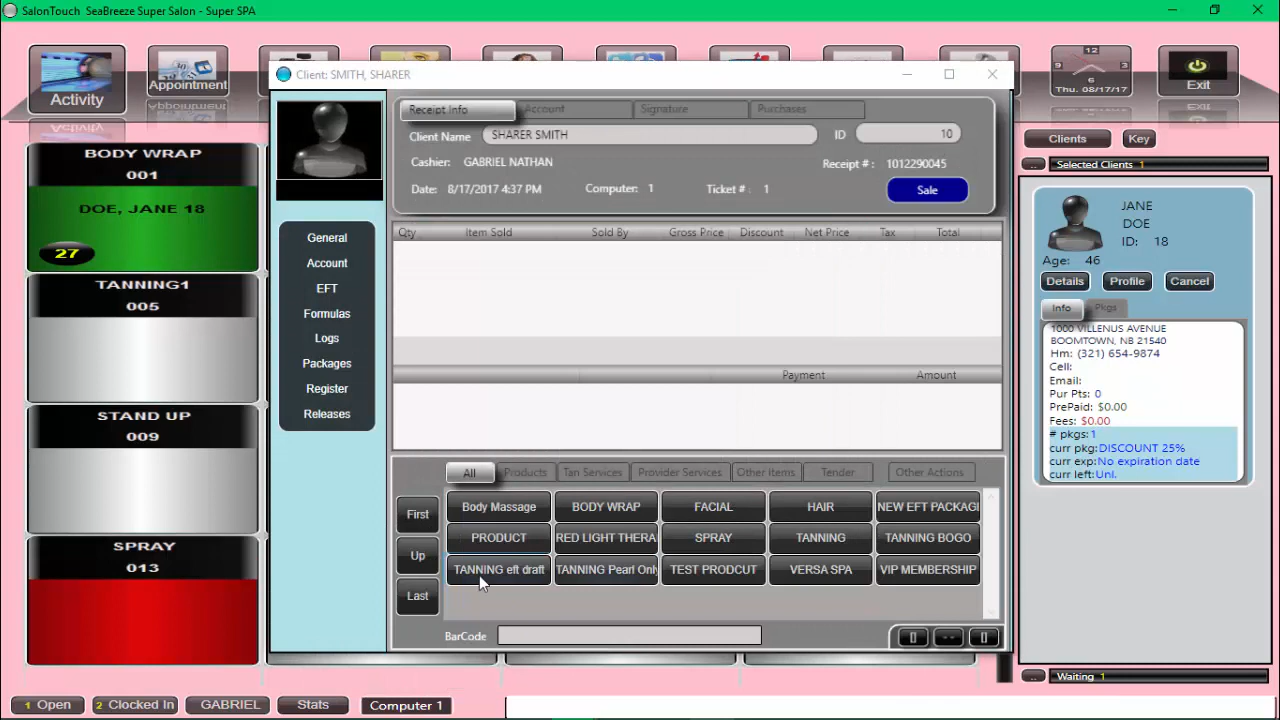 SalonTouch SeaBreeze Super Salon - Super SPA
Activity
Appointment
12
9 3
6
Thu. 08/17/17
Exit
Client: SMITH, SHARER
Receipt Info Account Signature Purchases
Client Name SHARER SMITH ID 10
Cashier: GABRIEL NATHAN Receipt # : 1012290045
Date: 8/17/2017 4:37 PM Computer: 1 Ticket # : 1 Sale
Qty Item Sold Sold By Gross Price Discount Net Price Tax Total
Payment Amount
General
Account
EFT
Formulas
Logs
Packages
Register
Releases
All Products Tan Services Provider Services Other Items Tender Other Actions
First
Up
Last
Body Massage BODY WRAP FACIAL HAIR NEW EFT PACKAG
PRODUCT RED LIGHT THERA SPRAY TANNING TANNING BOGO
TANNING eft draft TANNING Pearl Only TEST PRODCUT VERSA SPA VIP MEMBERSHIP
BarCode
[] -- []
BODY WRAP
001
DOE, JANE 18
27
TANNING1
005
STAND UP
009
SPRAY
013
Clients Key
.. Selected Clients 1
JANE
DOE
ID: 18
Age: 46
Details Profile Cancel
Info Pkgs
1000 VILLENUS AVENUE
BOOMTOWN, NB 21540
Hm: (321) 654-9874
Cell:
Email:
Pur Pts: 0
PrePaid: $0.00
Fees: $0.00
# pkgs: 1
curr pkg: DISCOUNT 25%
curr exp: No expiration date
curr left: Unl.
.. Waiting 1
1 Open 2 Clocked In GABRIEL Stats Computer 1